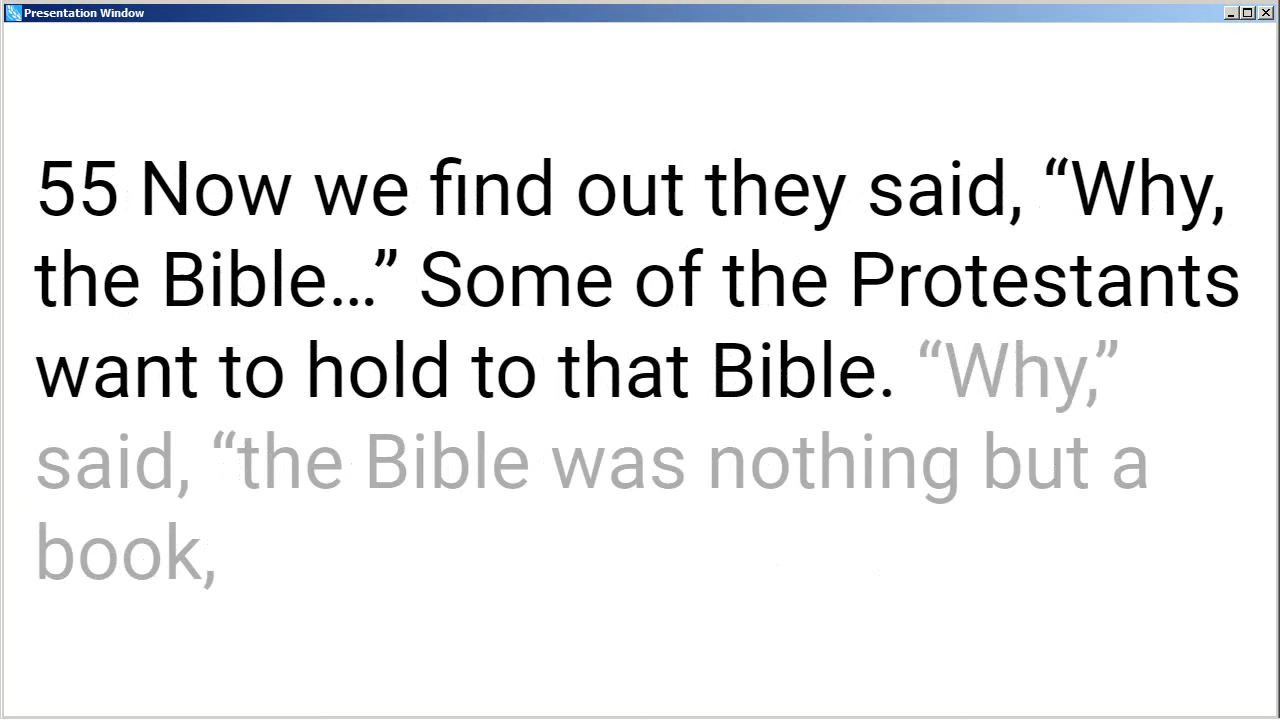 Presentation Window
55 Now we find out they said, “Why,
the Bible…” Some of the Protestants
want to hold to that Bible. “Why,”
said, “the Bible was nothing but a
book,